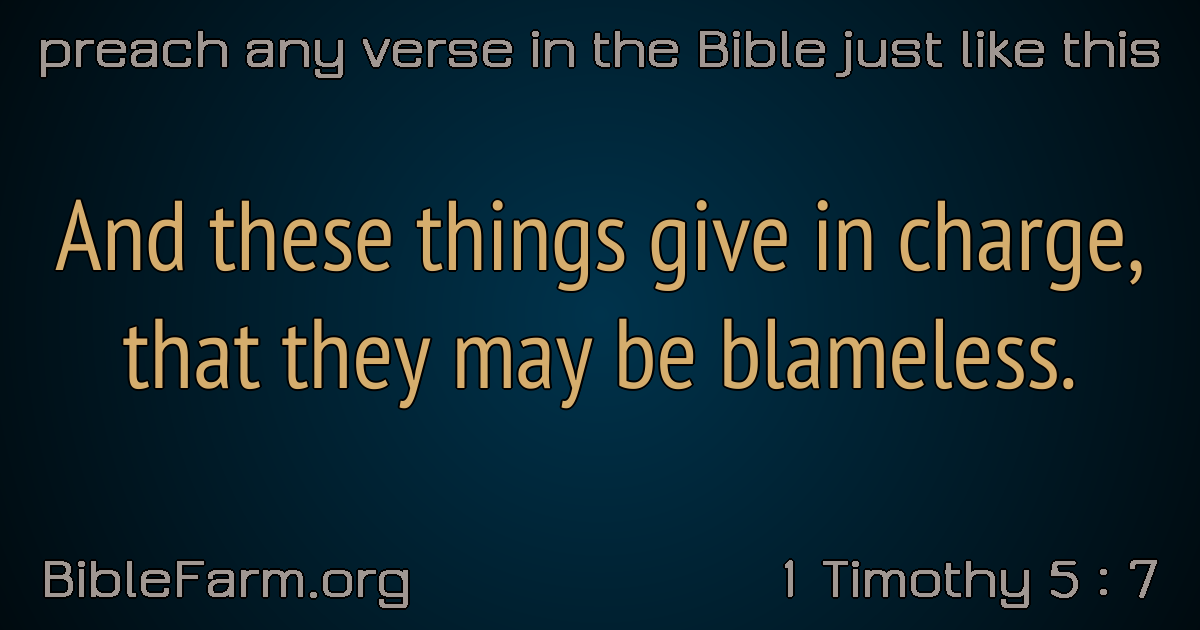 preach any verse in the Bible just like this
And these things give in charge,
that they may be blameless.
BibleFarm.org
1 Timothy 5 : 7